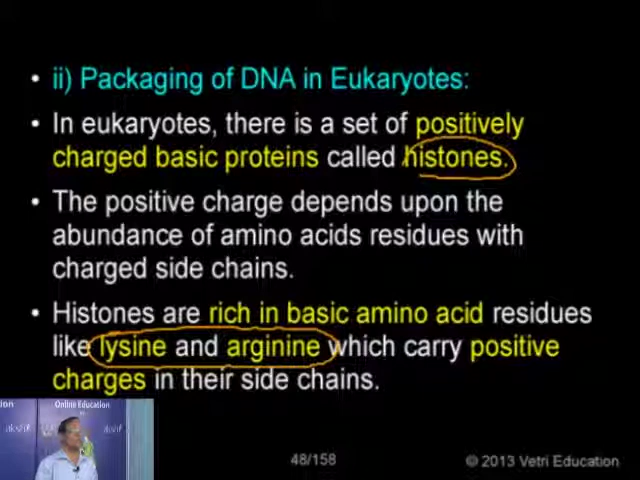 • ii) Packaging of DNA in Eukaryotes:
• In eukaryotes, there is a set of positively
charged basic proteins called histones.
• The positive charge depends upon the
abundance of amino acids residues with
charged side chains.
• Histones are rich in basic amino acid residues
like lysine and arginine which carry positive
charges in their side chains.
Online Education
48/158
© 2013 Vetri Education